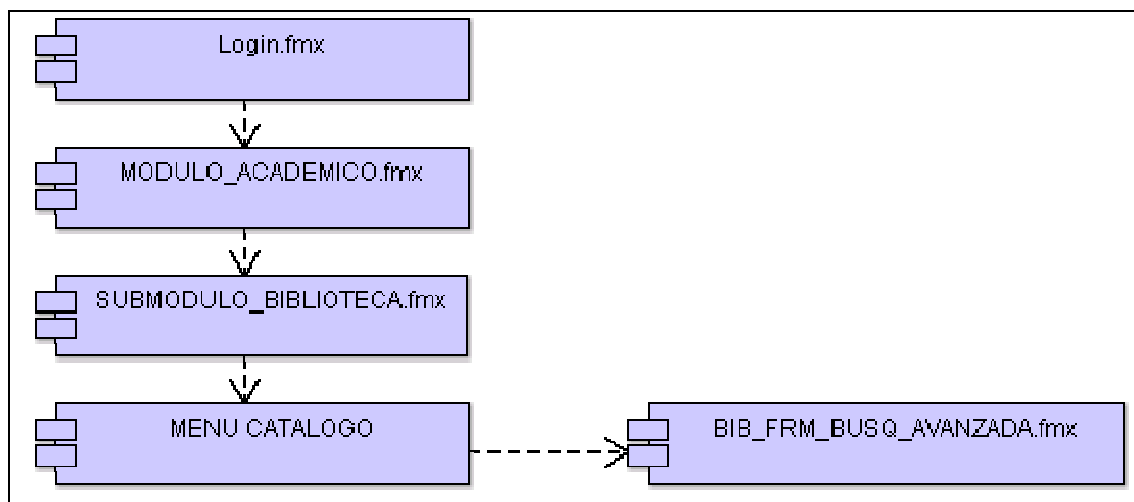 Login.fmx
MODULO_ACADEMICO.fmx
SUBMODULO_BIBLIOTECA.fmx
MENU CATALOGO
BIB_FRM_BUSQ_AVANZADA.fmx